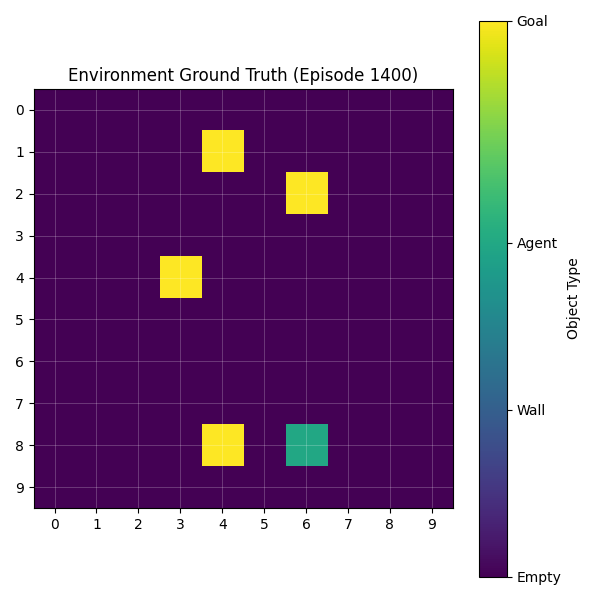 Environment Ground Truth (Episode 1400)
0
1
2
3
4
5
6
7
8
9
0 1 2 3 4 5 6 7 8 9
Goal
Agent
Wall
Empty
Object Type